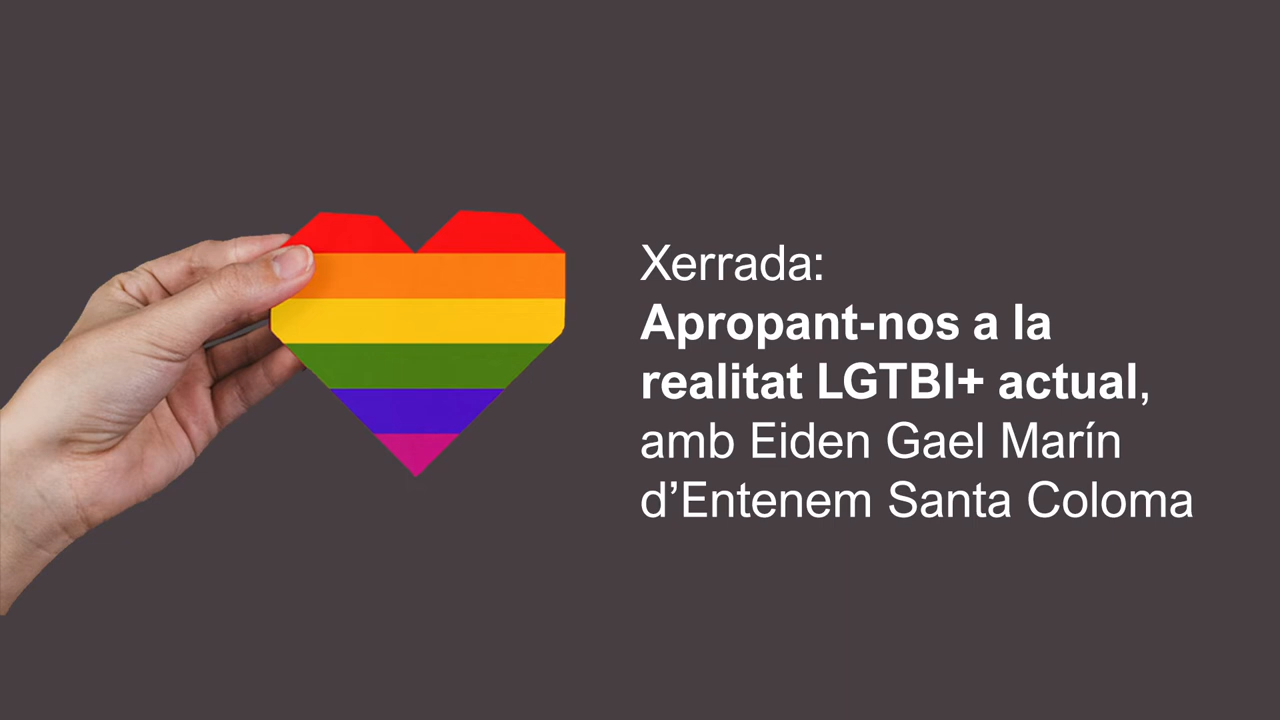 Xerrada:
Apropant-nos a la
realitat LGTBI+ actual,
amb Eiden Gael Marín
d’Entenem Santa Coloma